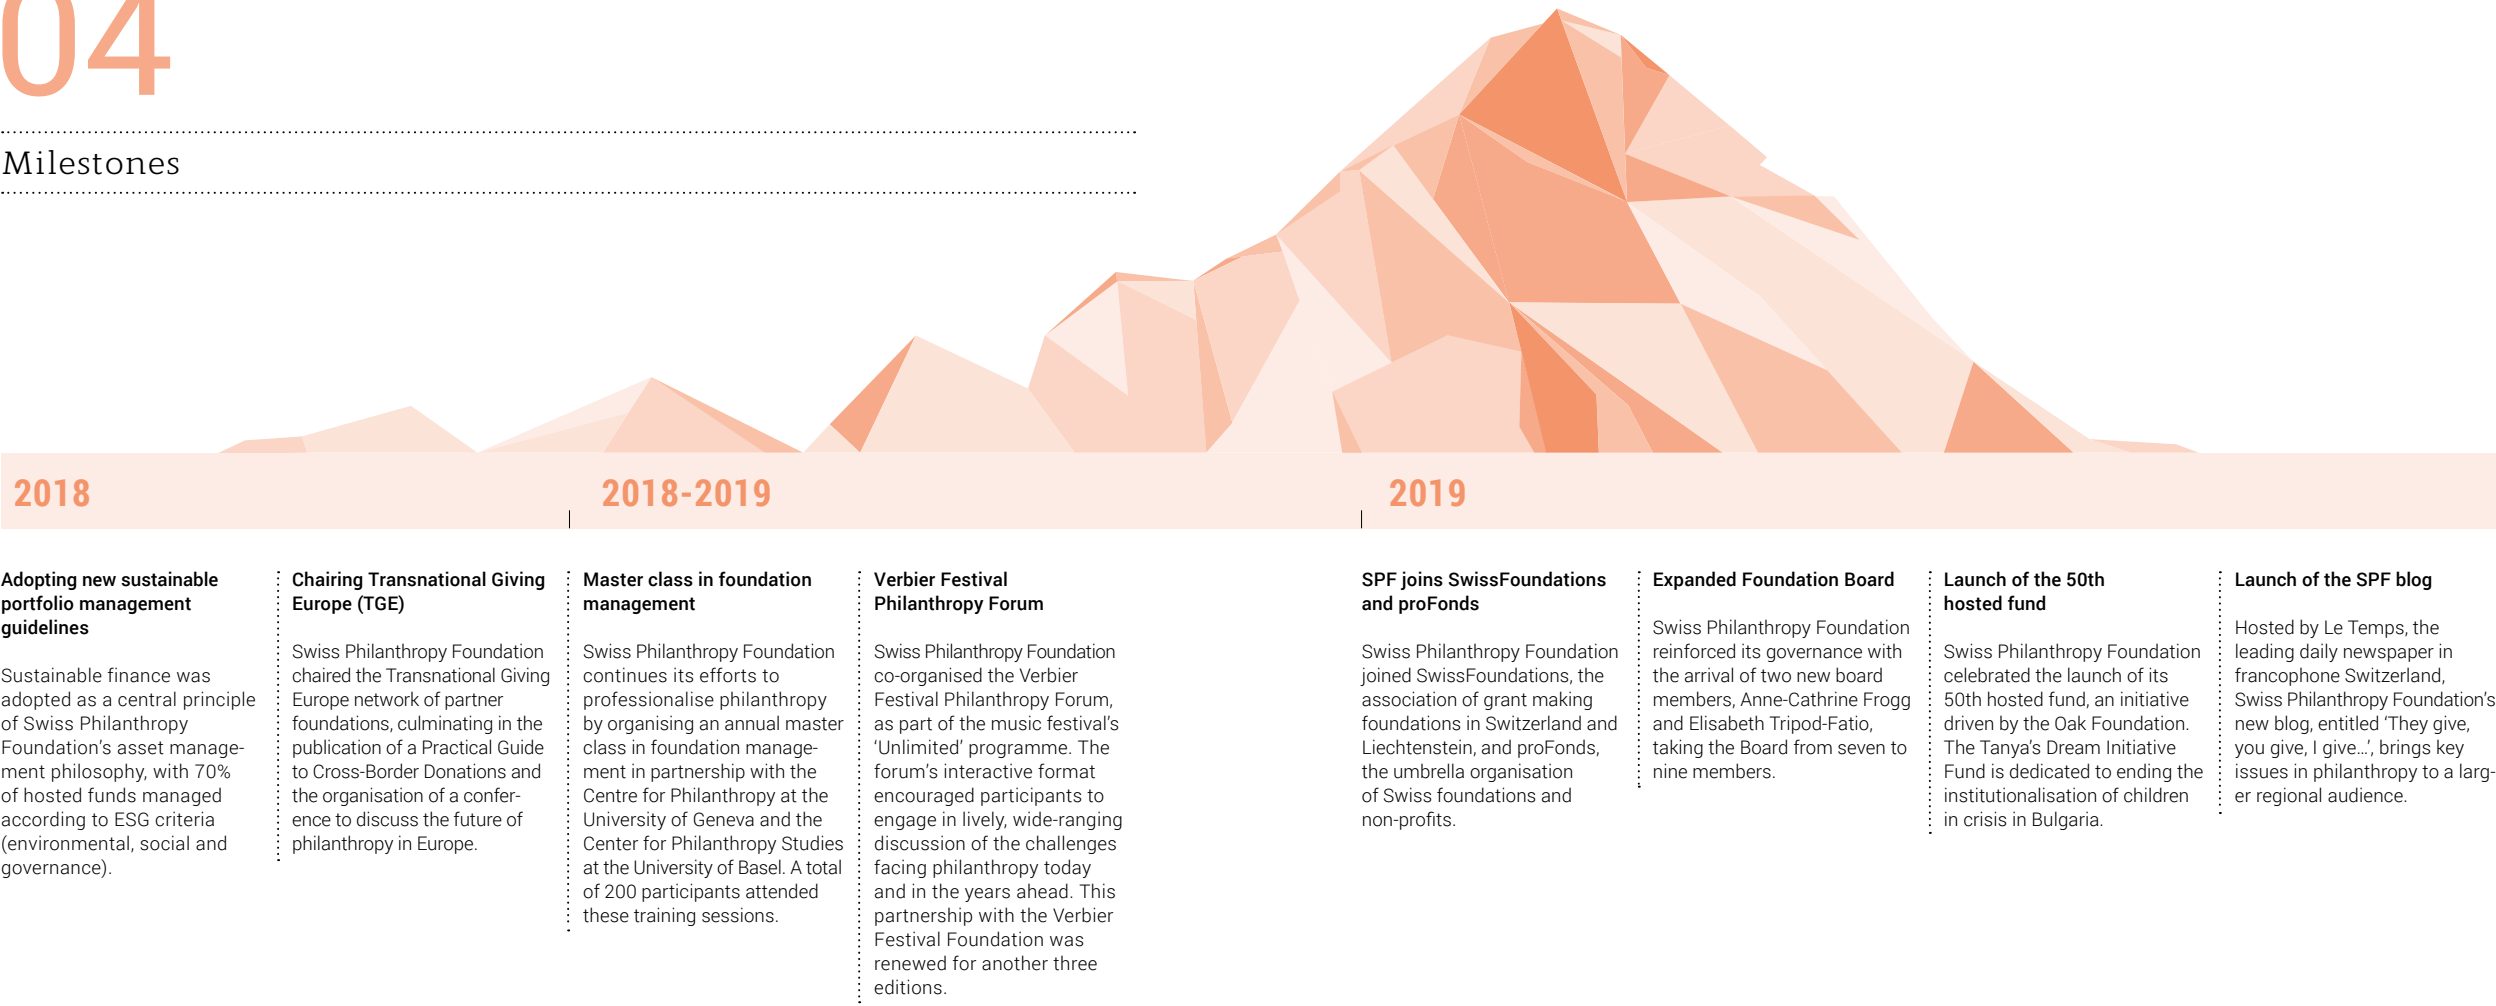 04
Milestones
2018
2018-2019
2019
Adopting new sustainable
portfolio management
guidelines
Sustainable finance was
adopted as a central principle
of Swiss Philanthropy
Foundation's asset manage-
ment philosophy, with 70%
of hosted funds managed
according to ESG criteria
(environmental, social and
governance).
Chairing Transnational Giving
Europe (TGE)
Swiss Philanthropy Foundation
chaired the Transnational Giving
Europe network of partner
foundations, culminating in the
publication of a Practical Guide
to Cross-Border Donations and
the organisation of a confer-
ence to discuss the future of
philanthropy in Europe.
Master class in foundation
management
Swiss Philanthropy Foundation
continues its efforts to
professionalise philanthropy
by organising an annual master
class in foundation manage-
ment in partnership with the
Centre for Philanthropy at the
University of Geneva and the
Center for Philanthropy Studies
at the University of Basel. A total
of 200 participants attended
these training sessions.
Verbier Festival
Philanthropy Forum
Swiss Philanthropy Foundation
co-organised the Verbier
Festival Philanthropy Forum,
as part of the music festival's
'Unlimited' programme. The
forum's interactive format
encouraged participants to
engage in lively, wide-ranging
discussion of the challenges
facing philanthropy today
and in the years ahead. This
partnership with the Verbier
Festival Foundation was
renewed for another three
editions.
SPF joins SwissFoundations
and proFonds
Swiss Philanthropy Foundation
joined SwissFoundations, the
association of grant making
foundations in Switzerland and
Liechtenstein, and proFonds,
the umbrella organisation
of Swiss foundations and
non-profits.
Expanded Foundation Board
Swiss Philanthropy Foundation
reinforced its governance with
the arrival of two new board
members, Anne-Cathrine Frogg
and Elisabeth Tripod-Fatio,
taking the Board from seven to
nine members.
Launch of the 50th
hosted fund
Swiss Philanthropy Foundation
celebrated the launch of its
50th hosted fund, an initiative
driven by the Oak Foundation.
The Tanya's Dream Initiative
Fund is dedicated to ending the
institutionalisation of children
in crisis in Bulgaria.
Launch of the SPF blog
Hosted by Le Temps, the
leading daily newspaper in
francophone Switzerland,
Swiss Philanthropy Foundation's
new blog, entitled 'They give,
you give, I give...', brings key
issues in philanthropy to a larg-
er regional audience.